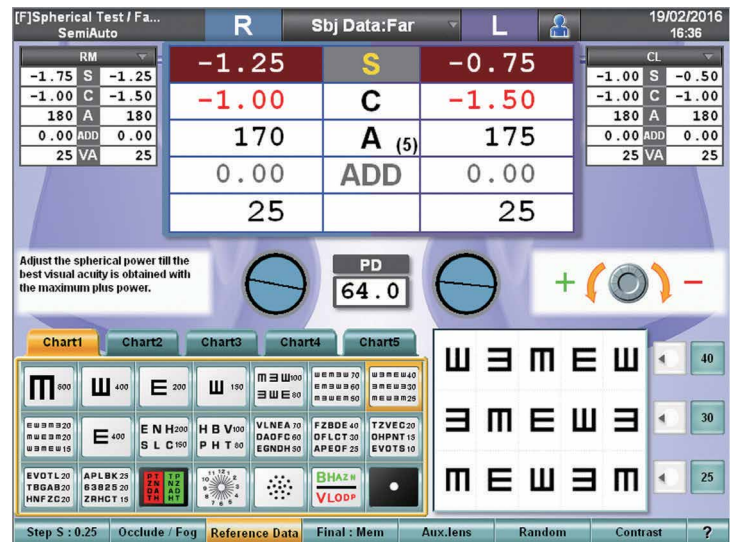 [F]Spherical Test / Fa...
SemiAuto
R
Sbj Data:Far
L
19/02/2016
16:36
RM
-1.75 S -1.25
-1.00 C -1.50
180 A 180
0.00 ADD 0.00
25 VA 25
-1.25 S -0.75
-1.00 C -1.50
170 A (5) 175
0.00 ADD 0.00
25 25
CL
-1.00 S -0.50
-1.00 C -1.00
180 A 180
0.00 ADD 0.00
25 VA 25
Adjust the spherical power till the
best visual acuity is obtained with
the maximum plus power.
PD
64.0
+ −
Chart1 Chart2 Chart3 Chart4 Chart5
500
400
E 200
150
100
80
70
60
50
40
30
25
20
20
15
E 400
E N H 200
S L C 150
H B V 100
P H T 80
VLNEA 70
DAOFC 60
EGNDH 50
FZBDE 40
OFLCT 30
APEOF 25
TZVEC 20
OHPNT 15
EVOTS 10
EVOTL 20
TBGAB 20
HNFZC 20
APLBK 25
63825 20
ZRHCT 15
BHAZN
VLODP
40
30
25
Step S : 0.25
Occlude / Fog
Reference Data
Final : Mem
Aux.lens
Random
Contrast
?